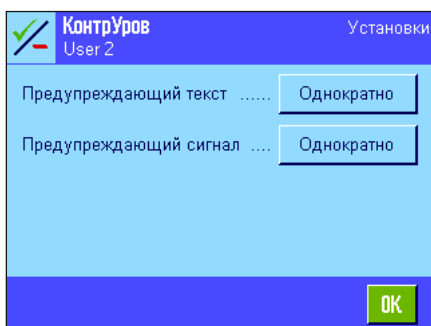 КонтрУров Установки
User 2
Предупреждающий текст ...... Однократно
Предупреждающий сигнал .... Однократно
OK